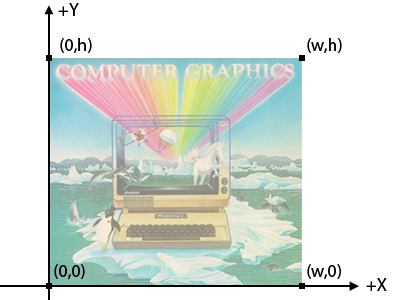 +Y
(0,h) (w,h)
COMPUTER GRAPHICS
(0,0) (w,0)
+X